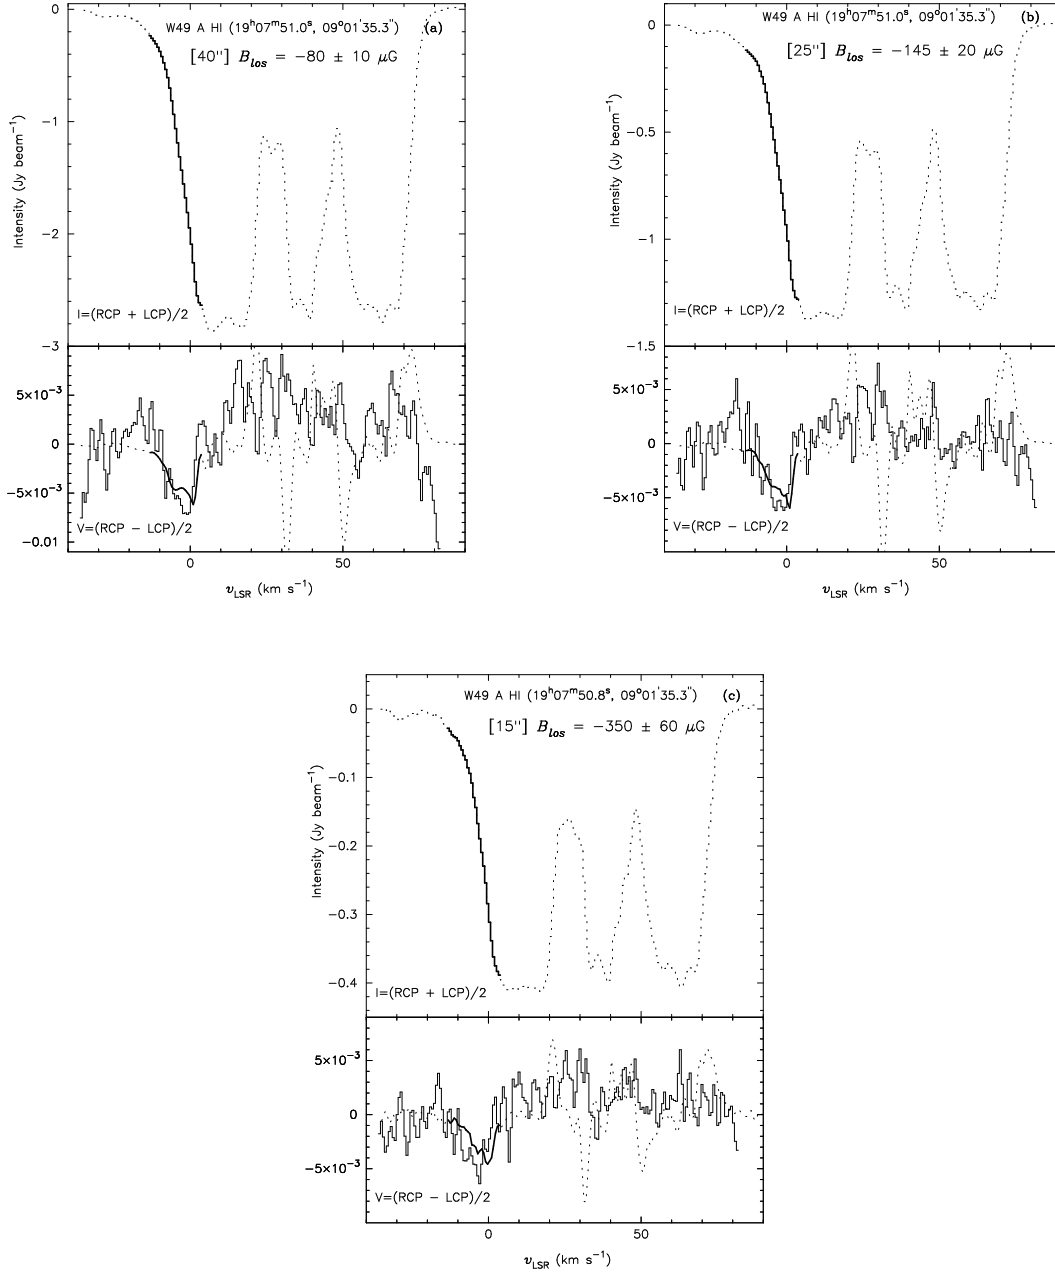 W49 A HI (19ʰ07ᵐ51.0ˢ, 09°01'35.3") (a)
[40"] B_los = −80 ± 10 μG
0
−1
−2
−3
Intensity (Jy beam⁻¹)
I=(RCP + LCP)/2
5×10⁻³
0
−5×10⁻³
−0.01
V=(RCP − LCP)/2
0 50
υ_LSR (km s⁻¹)
W49 A HI (19ʰ07ᵐ51.0ˢ, 09°01'35.3") (b)
[25"] B_los = −145 ± 20 μG
0
−0.5
−1
−1.5
Intensity (Jy beam⁻¹)
I=(RCP + LCP)/2
5×10⁻³
0
−5×10⁻³
V=(RCP − LCP)/2
0 50
υ_LSR (km s⁻¹)
W49 A HI (19ʰ07ᵐ50.8ˢ, 09°01'35.3") (c)
[15"] B_los = −350 ± 60 μG
0
−0.1
−0.2
−0.3
−0.4
Intensity (Jy beam⁻¹)
I=(RCP + LCP)/2
5×10⁻³
0
−5×10⁻³
V=(RCP − LCP)/2
0 50
υ_LSR (km s⁻¹)